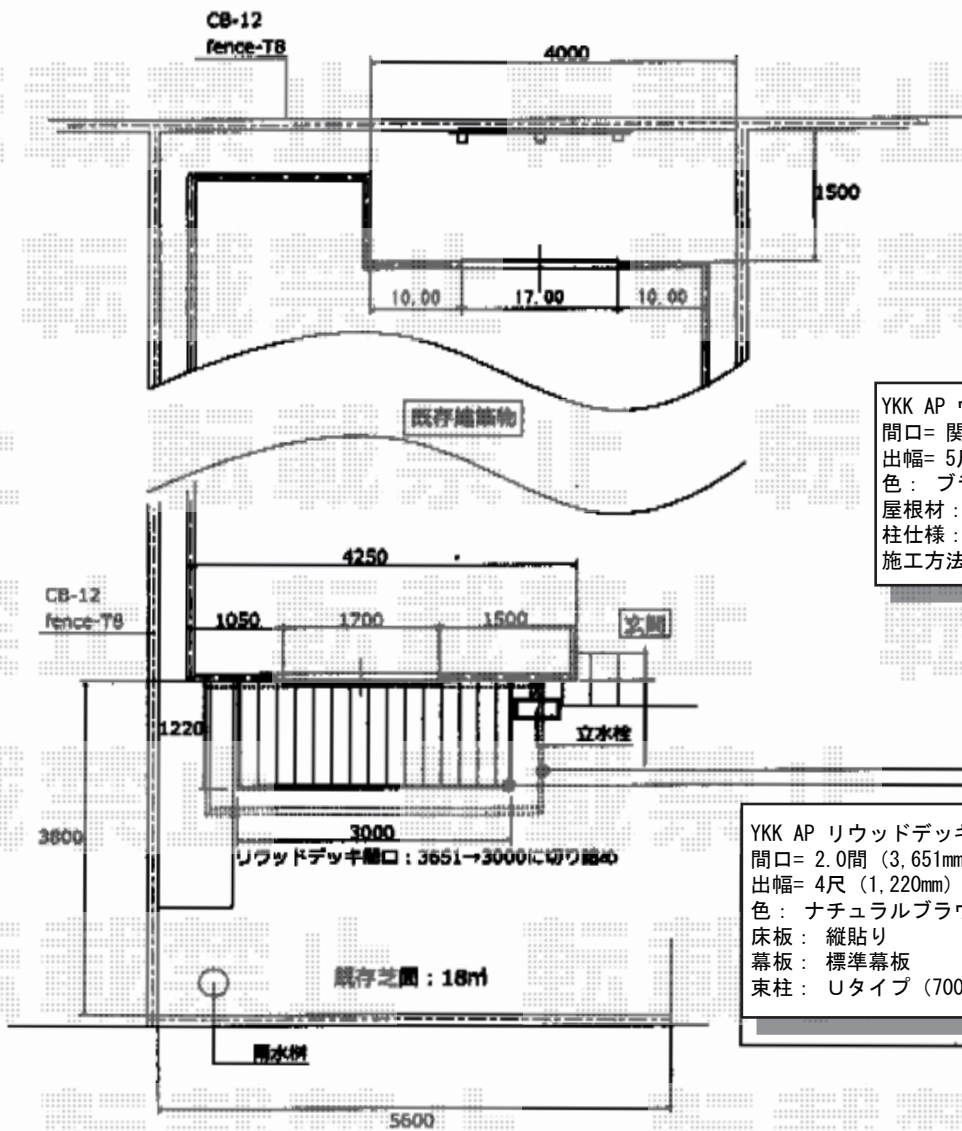 CB-12
fence-T8
4000
1500
10.00
17.00
10.00
既存建築物
YKK AP
間口=
出幅=
色：
屋根材：
柱仕様：
施工方法
4250
CB-12
fence-T8
1050
1700
1500
玄関
1220
立水栓
3800
3000
リウッドデッキ間口：3651→3000に切り詰め
YKK AP リウッドデッキ
間口= 2.0間 (3,651mm
出幅= 4尺 (1,220mm)
色： ナチュラルブラウ
床板： 縦貼り
幕板： 標準幕板
束柱： Uタイプ (700
既存芝園：18㎡
雨水桝
5600